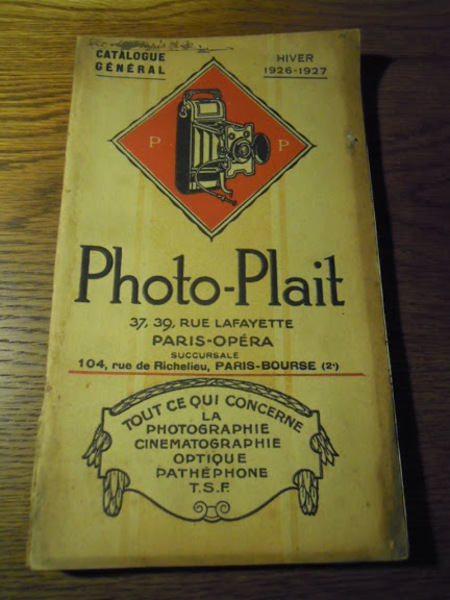 CATALOGUE
GÉNÉRAL
HIVER
1926-1927
P P
Photo-Plait
37, 39, RUE LAFAYETTE
PARIS-OPÉRA
SUCCURSALE
104, rue de Richelieu, PARIS-BOURSE (2e)
TOUT CE QUI CONCERNE
LA
PHOTOGRAPHIE
CINEMATOGRAPHIE
OPTIQUE
PATHÉPHONE
T.S.F.